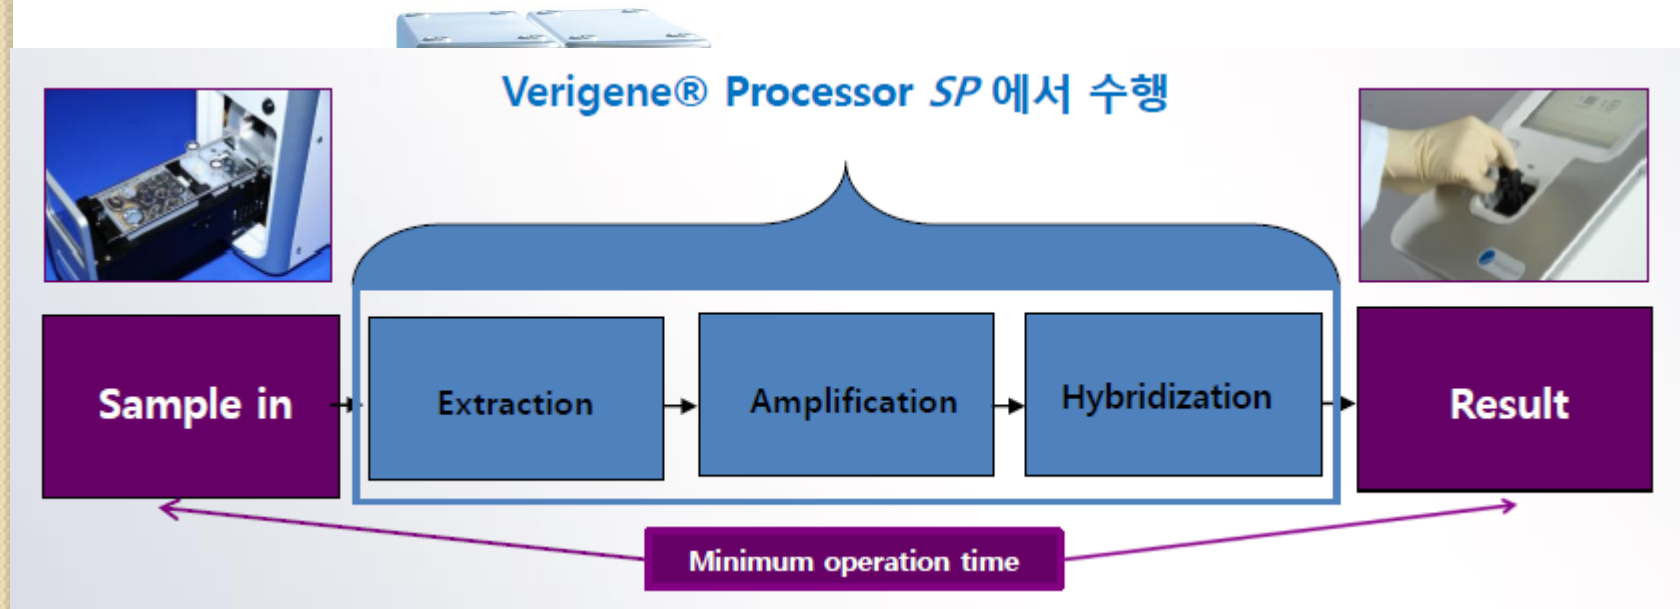 Verigene® Processor SP 에서 수행
Sample in
Extraction
Amplification
Hybridization
Result
Minimum operation time